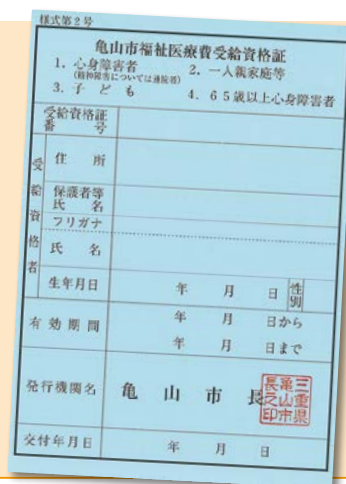 様式第2号
亀山市福祉医療費受給資格証
1. 心身障害者 2. 一人親家庭等
(精神障害については通院者)
3. 子ども 4. 65歳以上心身障害者
受給資格証番号
受給資格者
住所
保護者等氏名
フリガナ
氏名
生年月日 年 月 日 性別
有効期間 年 月 日から
年 月 日まで
発行機関名 亀山市長
三重県亀山市長之印
交付年月日 年 月 日